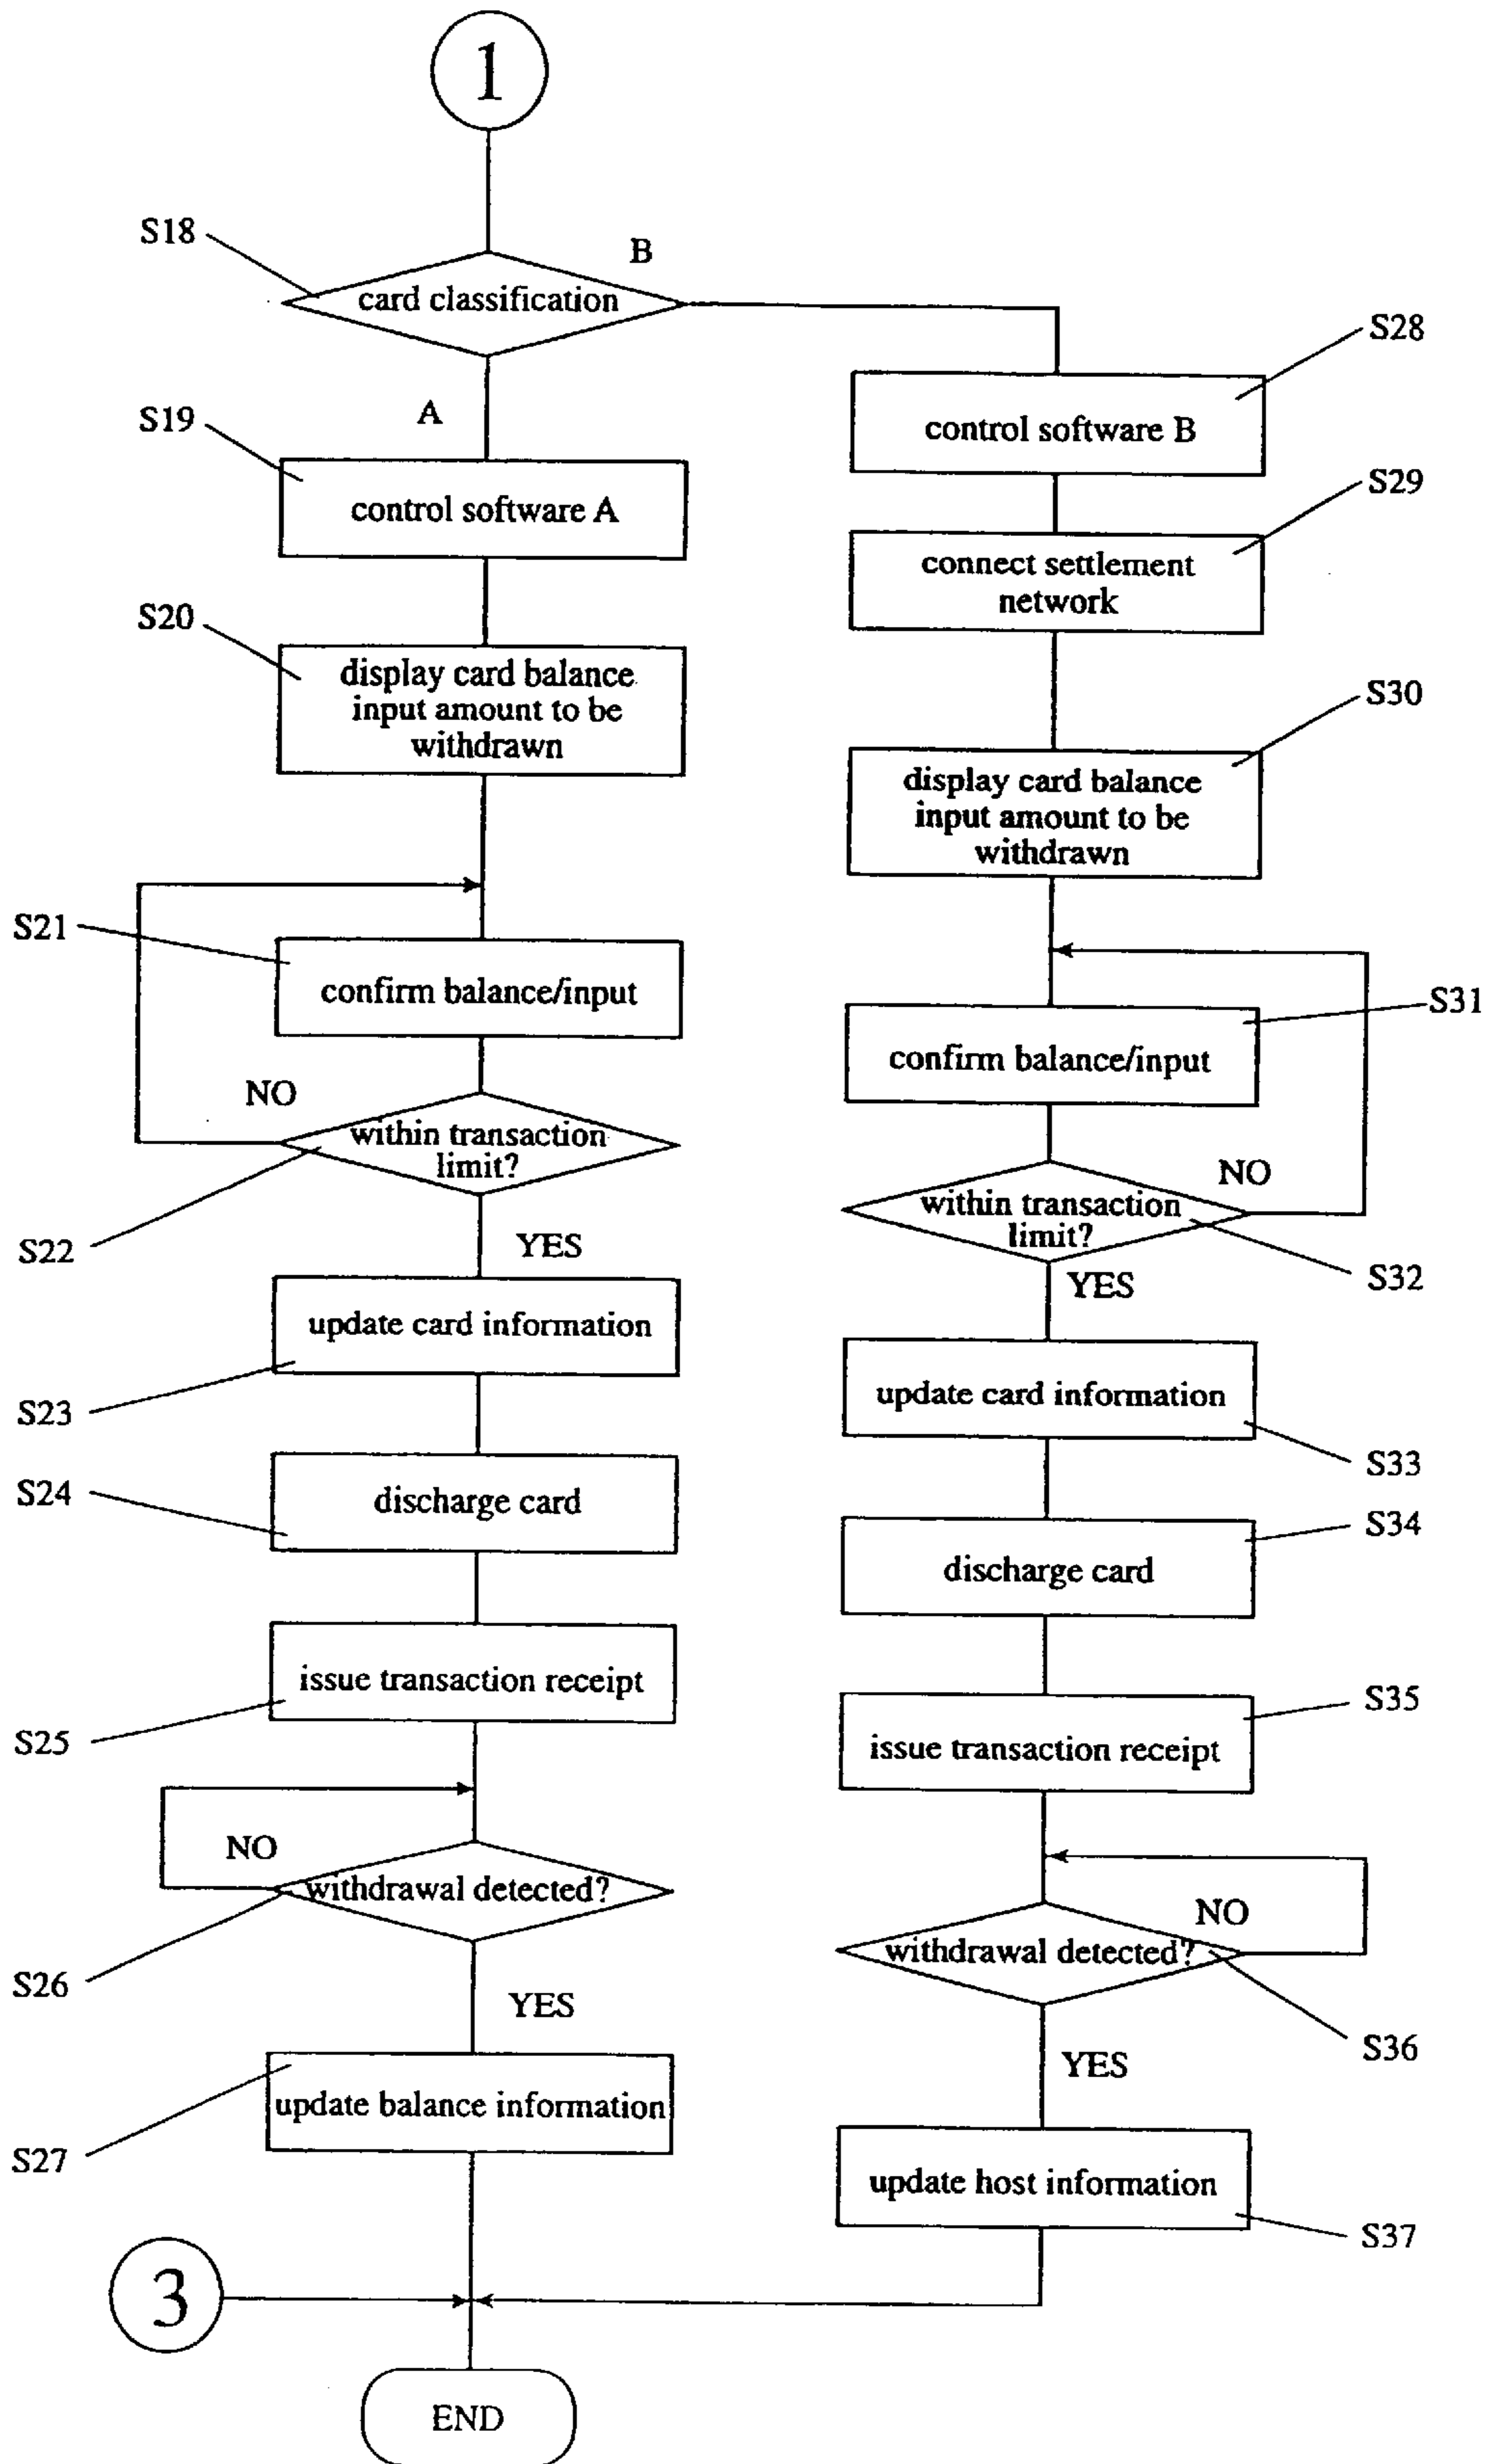 1
S18
card classification
B
A
S19
control software A
S20
display card balance
input amount to be
withdrawn
S21
confirm balance/input
NO
within transaction
limit?
S22
YES
update card information
S23
S24
discharge card
issue transaction receipt
S25
NO
withdrawal detected?
S26
YES
update balance information
S27
S28
control software B
S29
connect settlement
network
S30
display card balance
input amount to be
withdrawn
S31
confirm balance/input
NO
within transaction
limit?
S32
YES
update card information
S33
S34
discharge card
S35
issue transaction receipt
NO
withdrawal detected?
S36
YES
update host information
S37
3
END